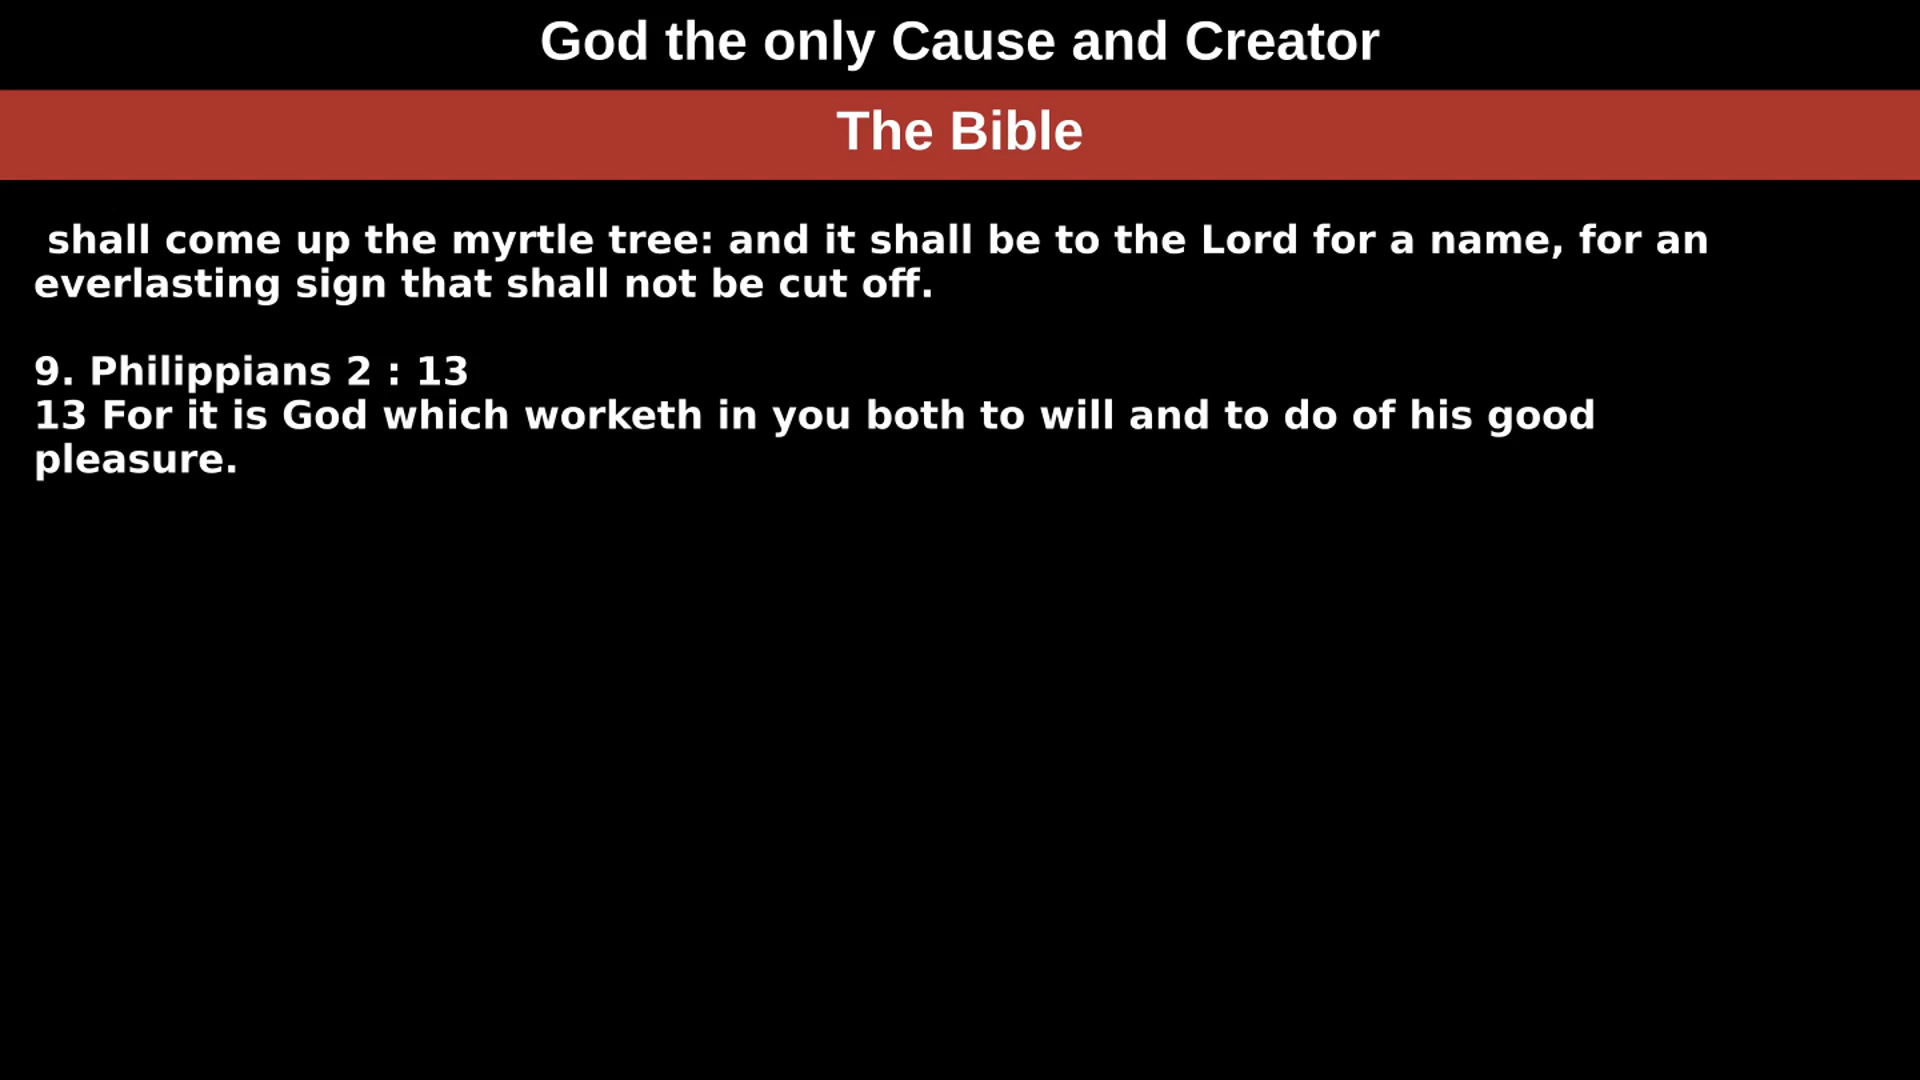 God the only Cause and Creator
The Bible
shall come up the myrtle tree: and it shall be to the Lord for a name, for an
everlasting sign that shall not be cut off.
9. Philippians 2 : 13
13 For it is God which worketh in you both to will and to do of his good
pleasure.